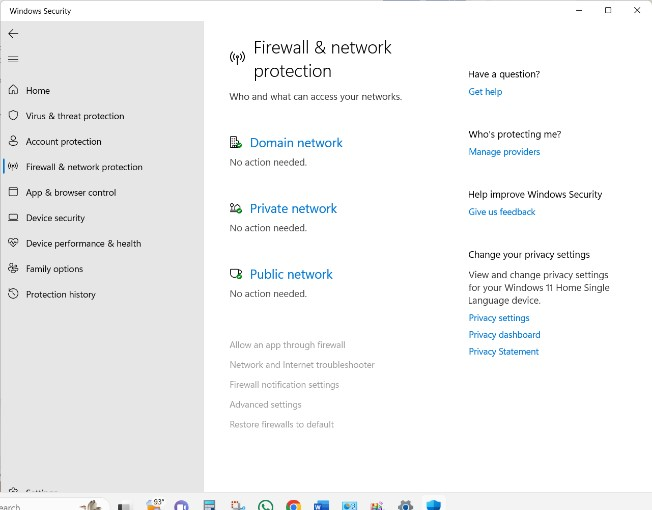 Windows Security
Home
Virus & threat protection
Account protection
Firewall & network protection
App & browser control
Device security
Device performance & health
Family options
Protection history
Firewall & network
protection
Who and what can access your networks.
Domain network
No action needed.
Private network
No action needed.
Public network
No action needed.
Allow an app through firewall
Network and Internet troubleshooter
Firewall notification settings
Advanced settings
Restore firewalls to default
Have a question?
Get help
Who's protecting me?
Manage providers
Help improve Windows Security
Give us feedback
Change your privacy settings
View and change privacy settings
for your Windows 11 Home Single
Language device.
Privacy settings
Privacy dashboard
Privacy Statement
93°